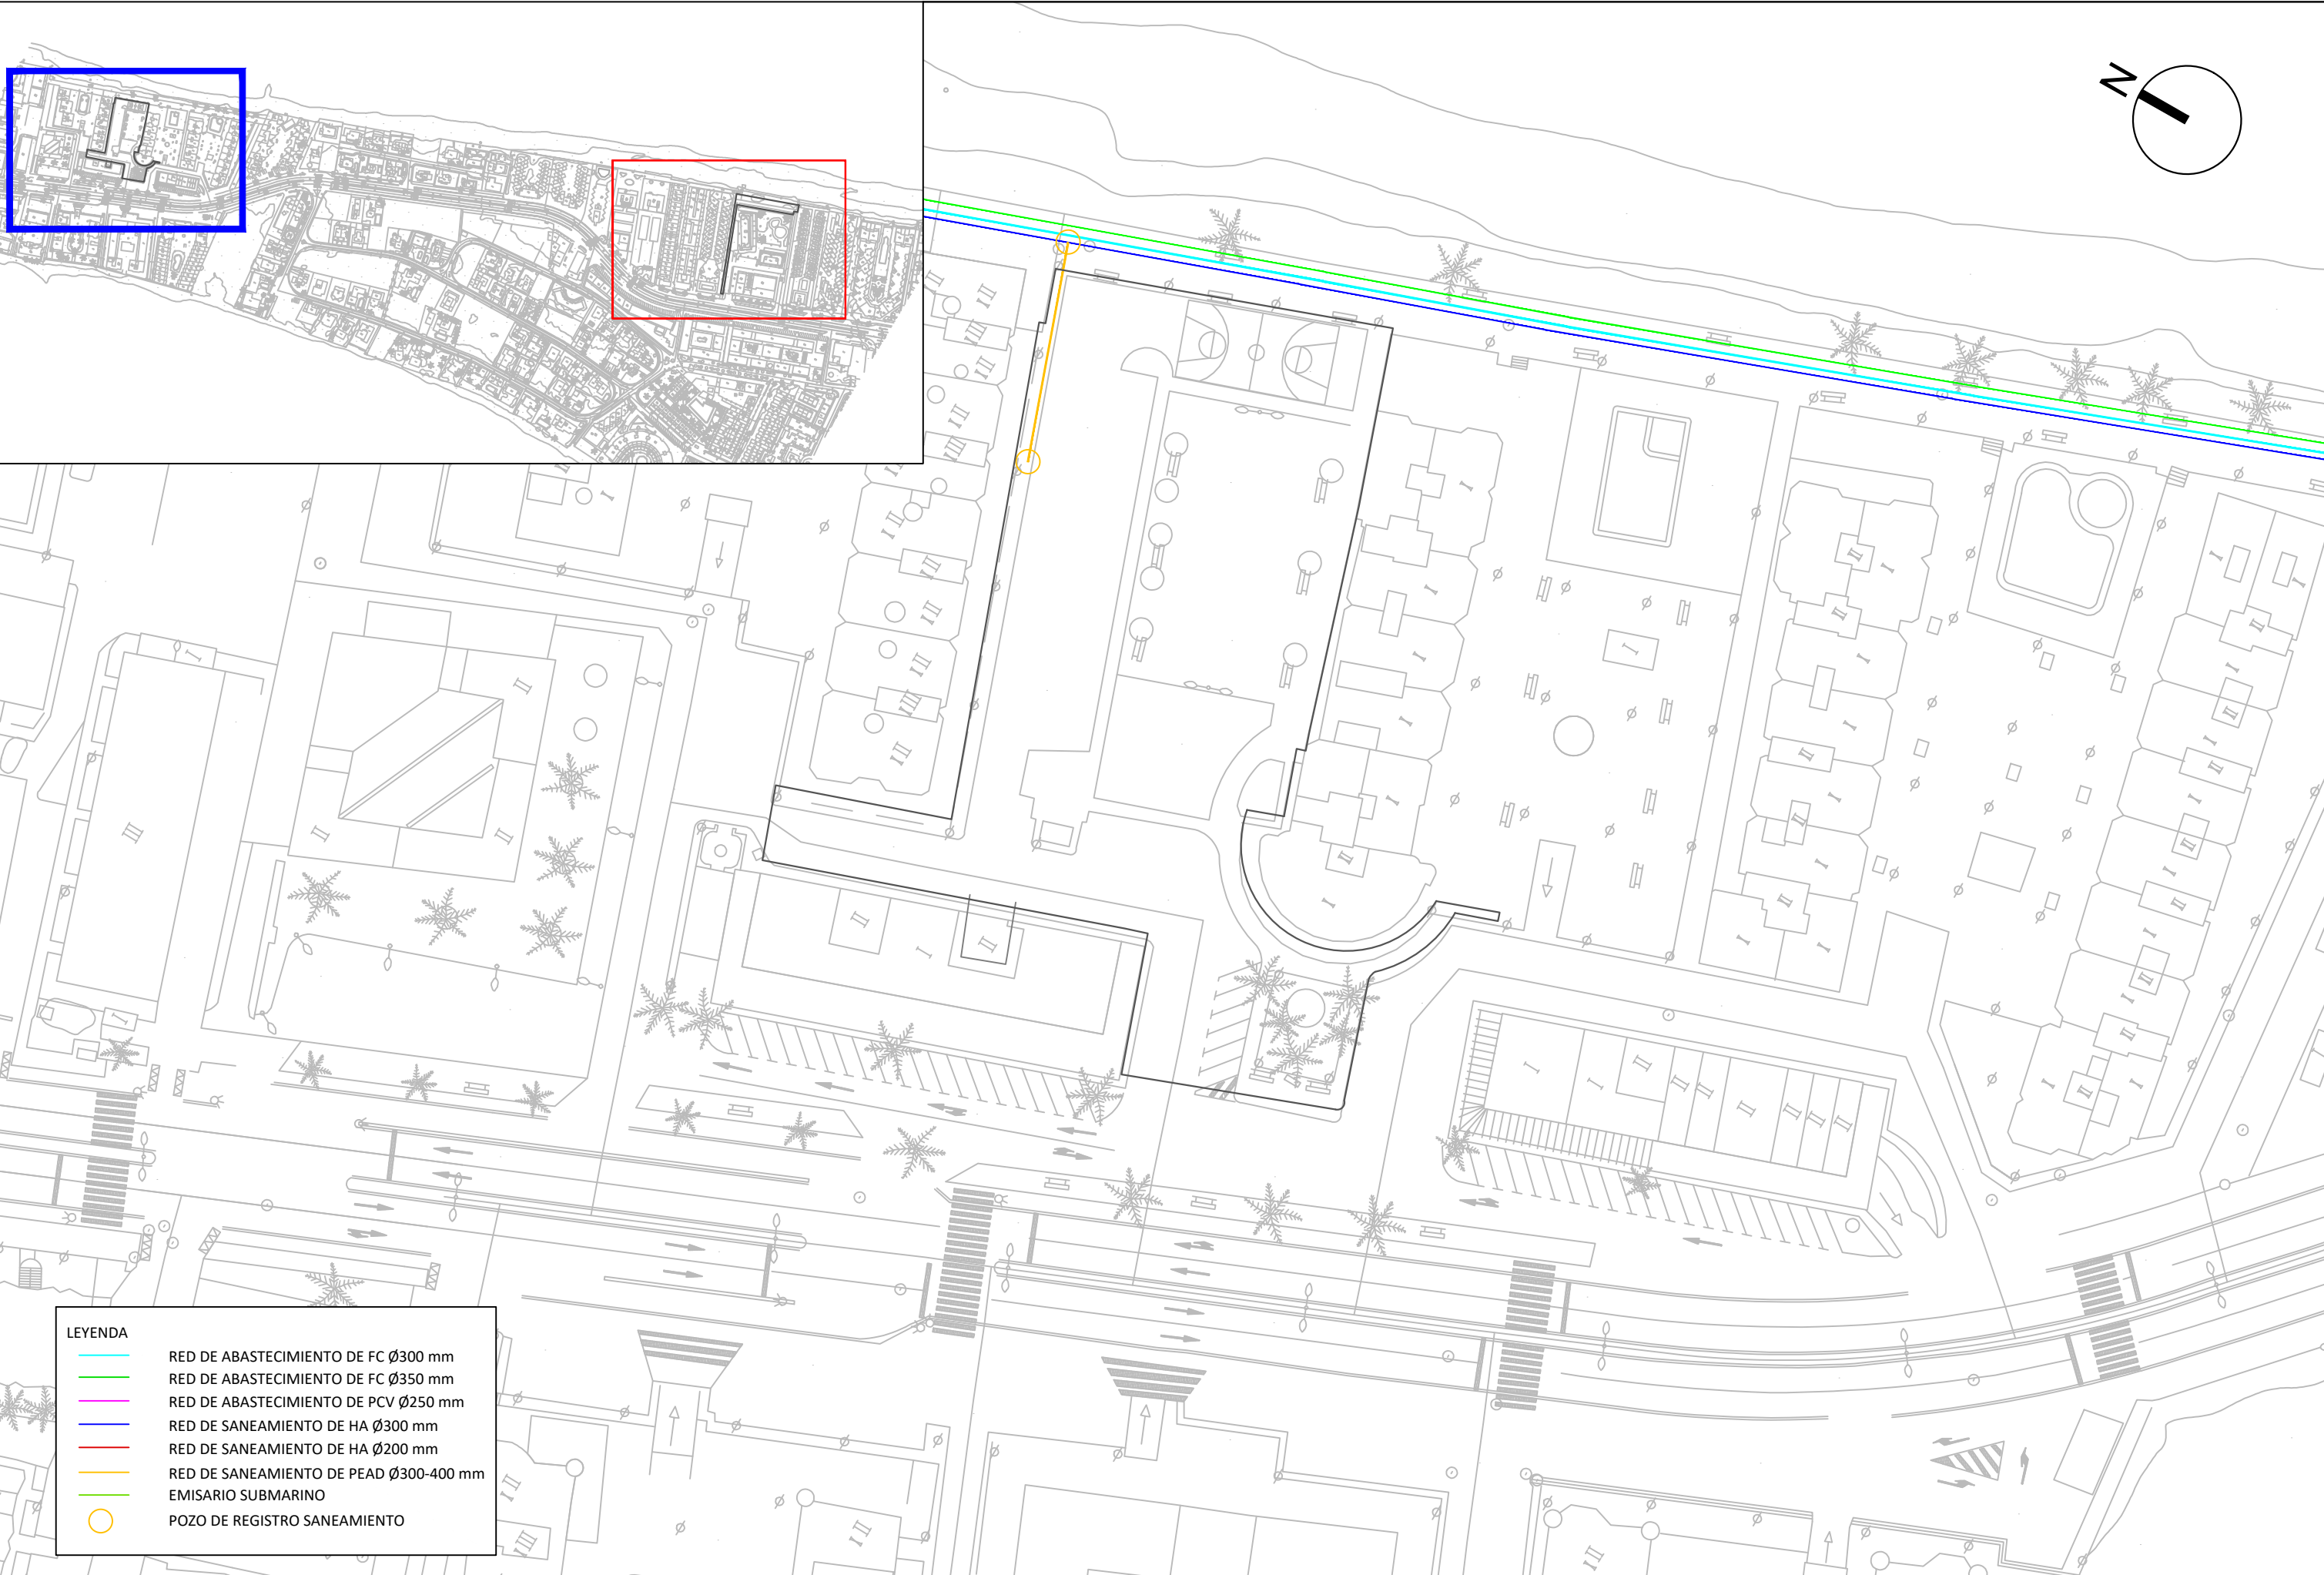 N
LEYENDA
RED DE ABASTECIMIENTO DE FC Ø300 mm
RED DE ABASTECIMIENTO DE FC Ø350 mm
RED DE ABASTECIMIENTO DE PCV Ø250 mm
RED DE SANEAMIENTO DE HA Ø300 mm
RED DE SANEAMIENTO DE HA Ø200 mm
RED DE SANEAMIENTO DE PEAD Ø300-400 mm
EMISARIO SUBMARINO
POZO DE REGISTRO SANEAMIENTO